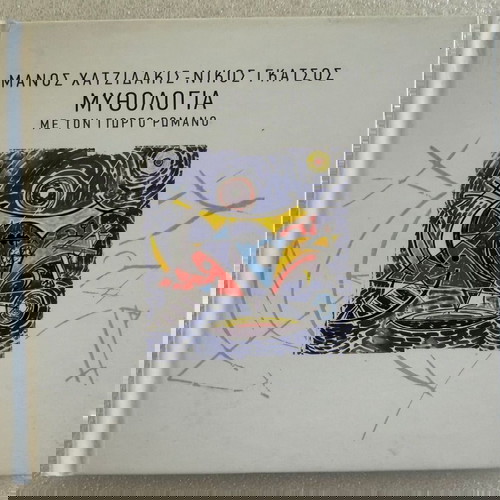 ΜΑΝΟΣ ΧΑΤΖΙΔΑΚΙΣ-ΝΙΚΟΣ ΓΚΑΤΣΟΣ
ΜΥΘΟΛΟΓΙΑ
ΜΕ ΤΟΝ ΓΙΩΡΓΟ ΡΩΜΑΝΟ